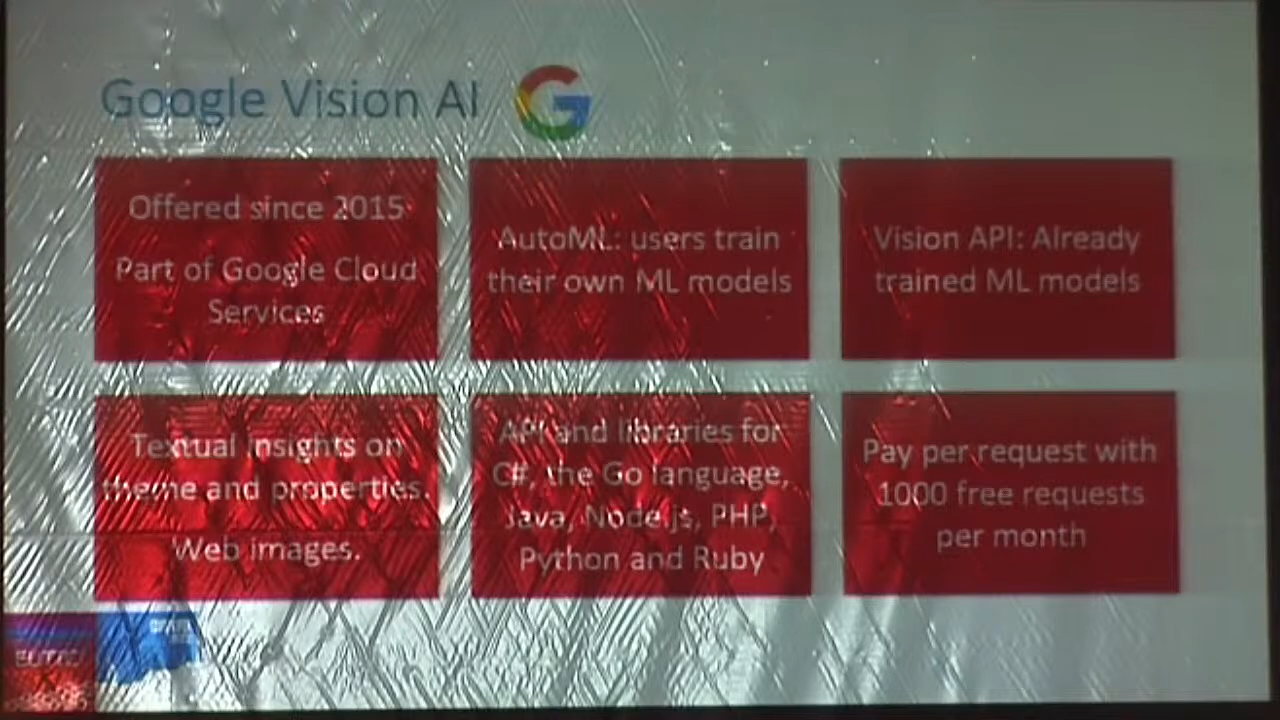 Google Vision AI
Offered since 2015
Part of Google Cloud
Services
AutoML: users train
their own ML models
Vision API: Already
trained ML models
Textual insights on
theme and properties.
Web images.
API and libraries for
C#, the Go language,
Java, Node.js, PHP,
Python and Ruby
Pay per request with
1000 free requests
per month